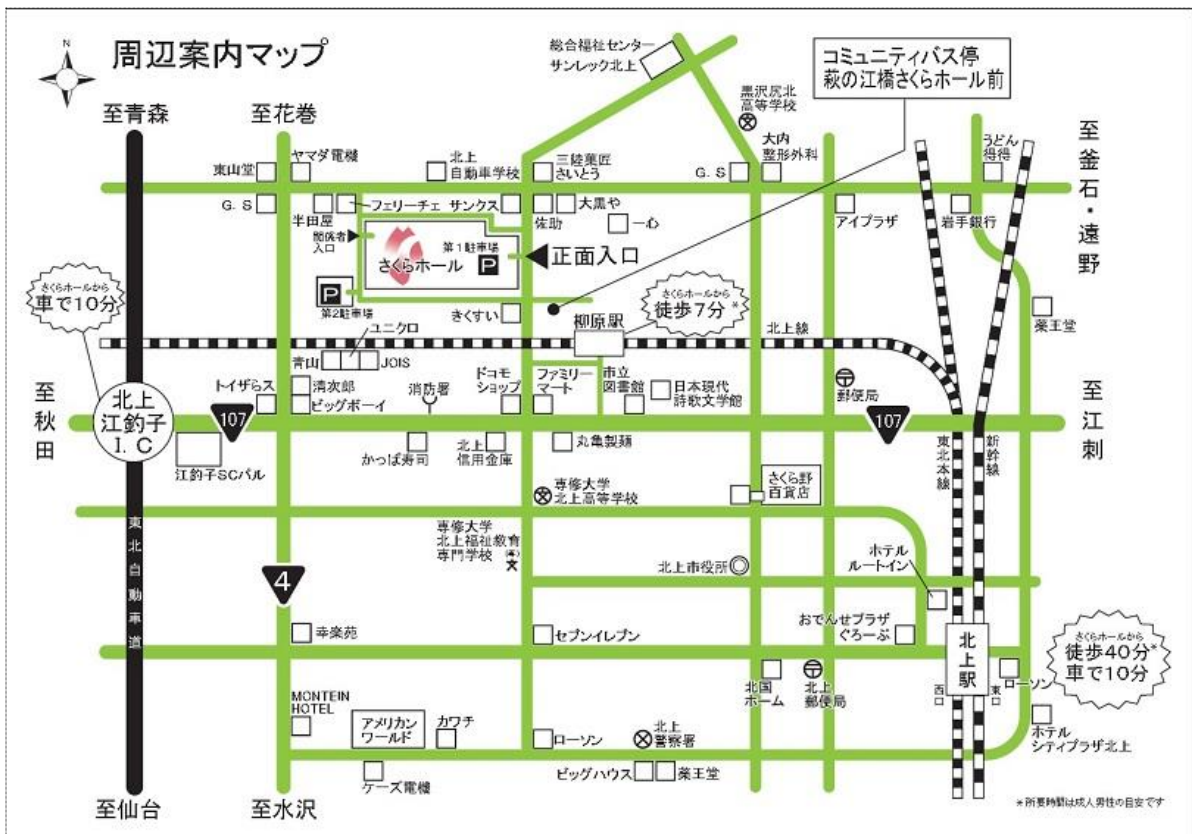 N
周辺案内マップ
総合福祉センター
サンレック北上
コミュニティバス停
萩の江橋さくらホール前
黒沢尻北
高等学校
至青森
至花巻
大内
整形外科
うどん
得得
至釜石・遠野
東山堂
ヤマダ電機
北上
自動車学校
三陸菓匠
さいとう
G.S
G.S
半田屋
フェリーチェ
サンクス
佐助
大黒や
一心
アイプラザ
岩手銀行
関係者
入口
さくらホール
第1駐車場
P
正面入口
さくらホールから
車で10分
P
第2駐車場
きくすい
さくらホールから
徒歩7分*
柳原駅
北上線
薬王堂
ユニクロ
青山
JOIS
至秋田
トイザらス
清次郎
ビッグボーイ
消防署
ドコモ
ショップ
ファミリー
マート
市立
図書館
日本現代
詩歌文学館
郵便局
至江刺
北上
江釣子
I.C
107
107
江釣子SCパル
かっぱ寿司
北上
信用金庫
丸亀製麺
東北本線
新幹線
さくら野
百貨店
専修大学
北上高等学校
東北自動車道
専修大学
北上福祉教育
専門学校
(専)
文
ホテル
ルートイン
北上市役所
4
幸楽苑
セブンイレブン
おでんせプラザ
ぐろーぶ
北上駅
さくらホールから
徒歩40分*
車で10分
北国
ホーム
北上
郵便局
西口
東口
ローソン
MONTEIN
HOTEL
アメリカン
ワールド
カワチ
ローソン
北上
警察署
ホテル
シティプラザ北上
ケーズ電機
ビッグハウス
薬王堂
至仙台
至水沢
*所要時間は成人男性の目安です